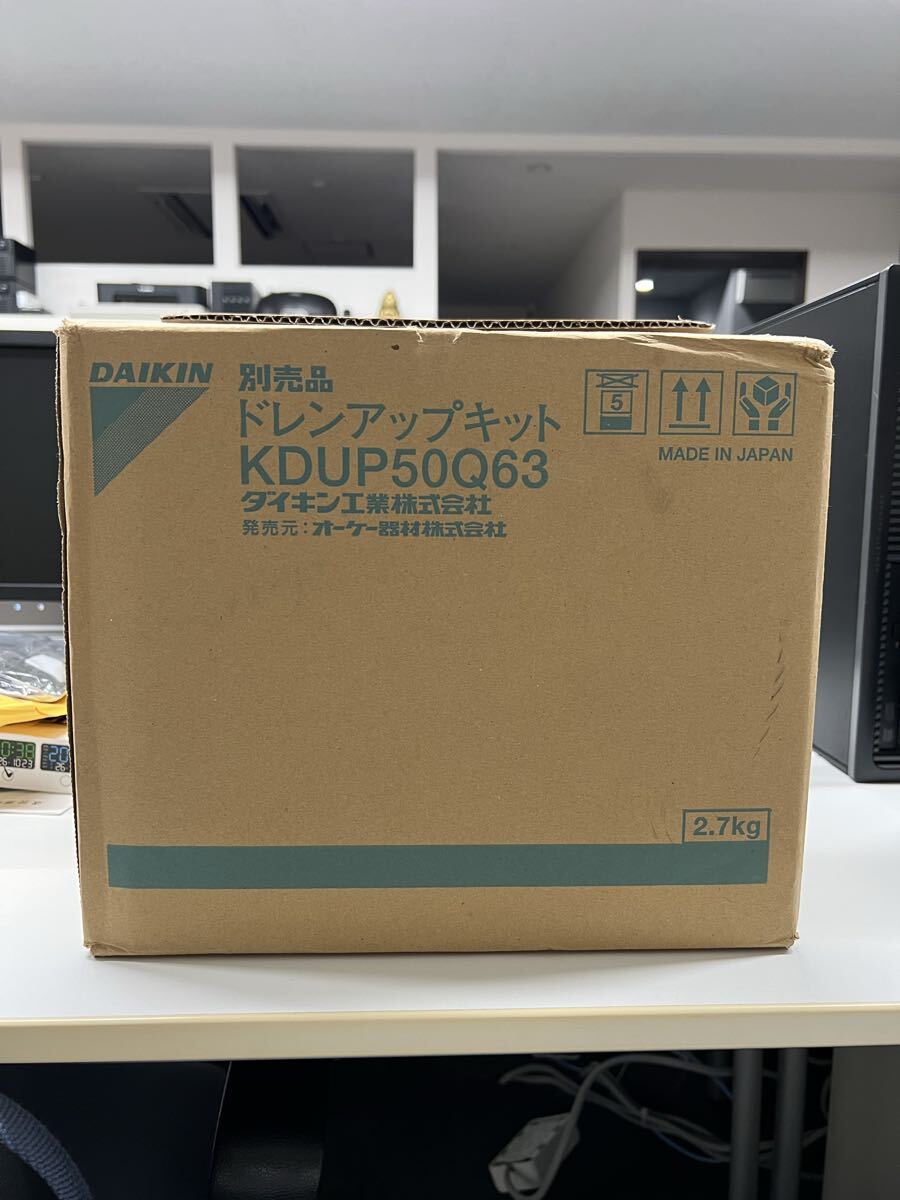 DAIKIN
別売品
ドレンアップキット
KDUP50Q63
ダイキン工業株式会社
発売元：オーケー器材株式会社
5
MADE IN JAPAN
2.7kg